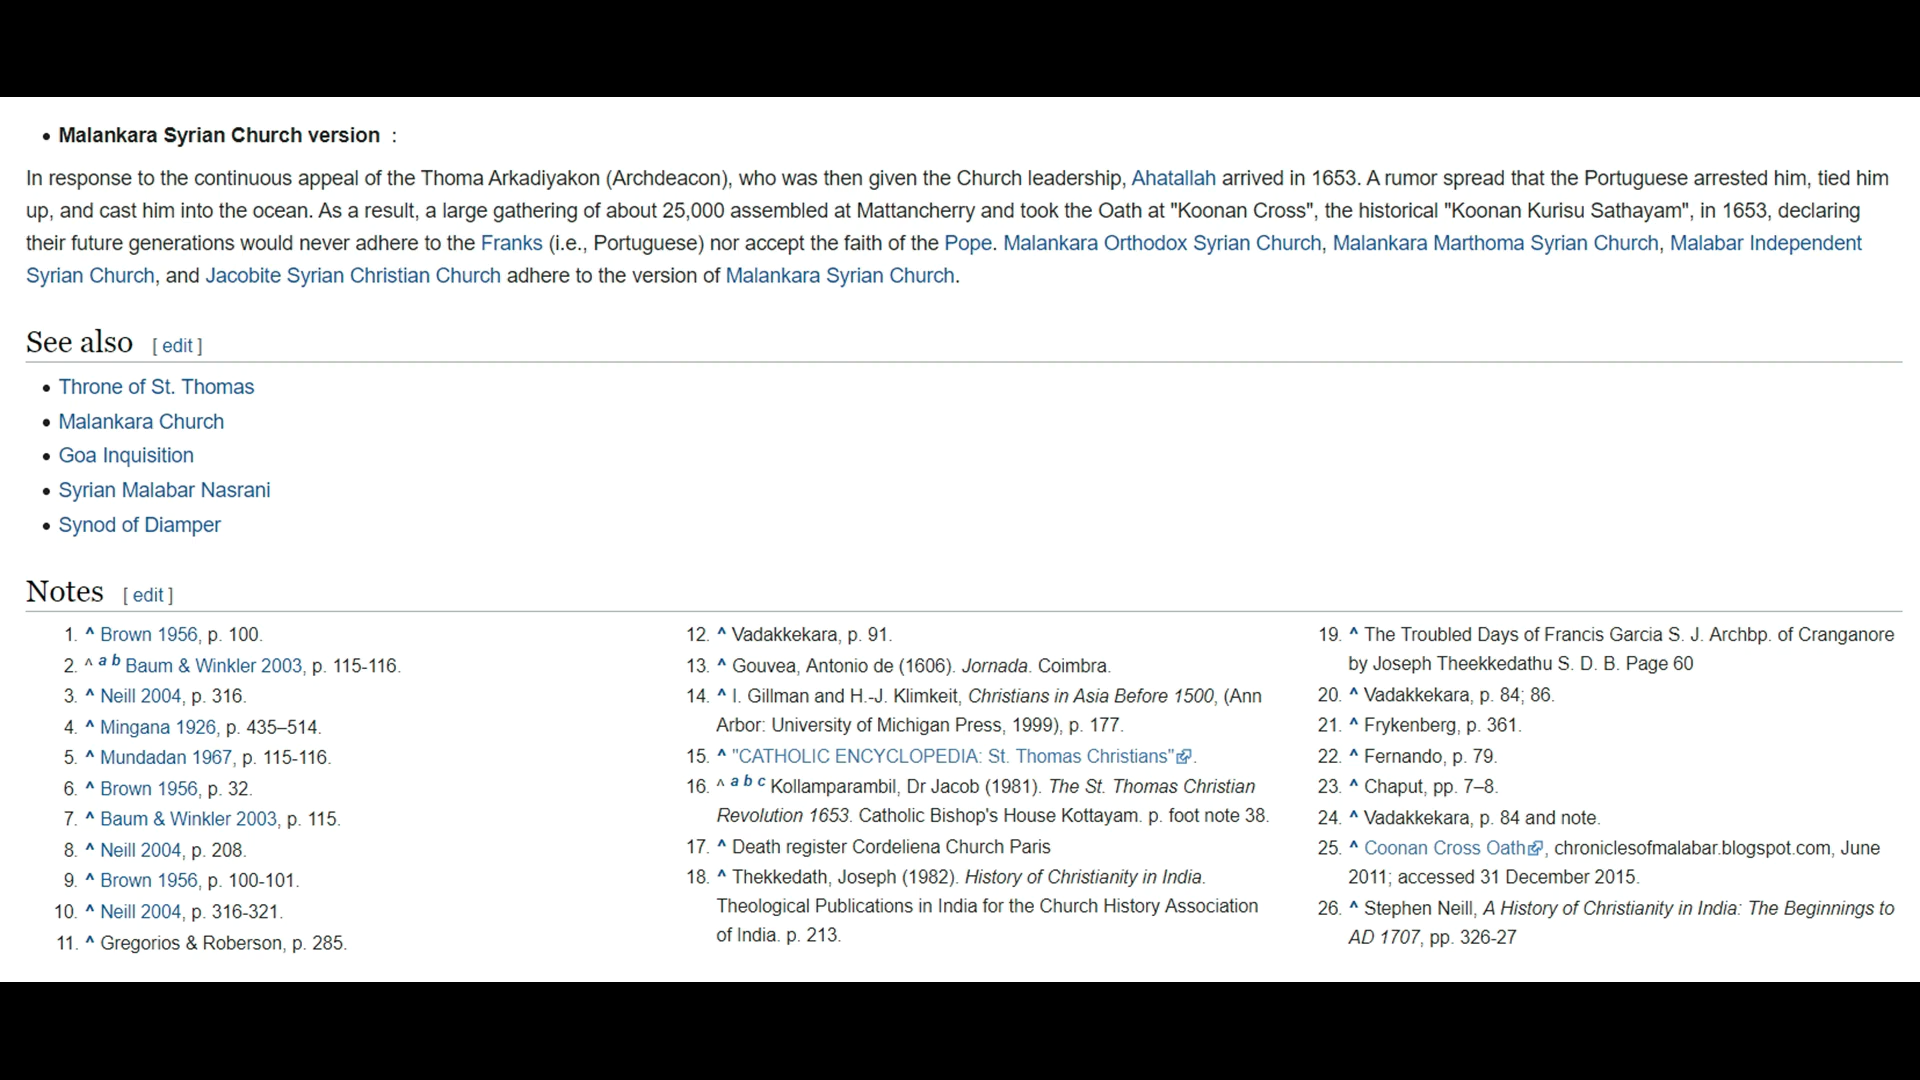 • Malankara Syrian Church version :
In response to the continuous appeal of the Thoma Arkadiyakon (Archdeacon), who was then given the Church leadership, Ahatallah arrived in 1653. A rumor spread that the Portuguese arrested him, tied him
up, and cast him into the ocean. As a result, a large gathering of about 25,000 assembled at Mattancherry and took the Oath at "Koonan Cross", the historical "Koonan Kurisu Sathayam", in 1653, declaring
their future generations would never adhere to the Franks (i.e., Portuguese) nor accept the faith of the Pope. Malankara Orthodox Syrian Church, Malankara Marthoma Syrian Church, Malabar Independent
Syrian Church, and Jacobite Syrian Christian Church adhere to the version of Malankara Syrian Church.
See also [ edit ]
• Throne of St. Thomas
• Malankara Church
• Goa Inquisition
• Syrian Malabar Nasrani
• Synod of Diamper
Notes [ edit ]
1. ^ Brown 1956, p. 100.
2. ^ a b Baum & Winkler 2003, p. 115-116.
3. ^ Neill 2004, p. 316.
4. ^ Mingana 1926, p. 435–514.
5. ^ Mundadan 1967, p. 115-116.
6. ^ Brown 1956, p. 32.
7. ^ Baum & Winkler 2003, p. 115.
8. ^ Neill 2004, p. 208.
9. ^ Brown 1956, p. 100-101.
10. ^ Neill 2004, p. 316-321.
11. ^ Gregorios & Roberson, p. 285.
12. ^ Vadakkekara, p. 91.
13. ^ Gouvea, Antonio de (1606). Jornada. Coimbra.
14. ^ I. Gillman and H.-J. Klimkeit, Christians in Asia Before 1500, (Ann
Arbor: University of Michigan Press, 1999), p. 177.
15. ^ "CATHOLIC ENCYCLOPEDIA: St. Thomas Christians".
16. ^ a b c Kollamparambil, Dr Jacob (1981). The St. Thomas Christian
Revolution 1653. Catholic Bishop's House Kottayam. p. foot note 38.
17. ^ Death register Cordeliena Church Paris
18. ^ Thekkedath, Joseph (1982). History of Christianity in India.
Theological Publications in India for the Church History Association
of India. p. 213.
19. ^ The Troubled Days of Francis Garcia S. J. Archbp. of Cranganore
by Joseph Theekkedathu S. D. B. Page 60
20. ^ Vadakkekara, p. 84; 86.
21. ^ Frykenberg, p. 361.
22. ^ Fernando, p. 79.
23. ^ Chaput, pp. 7–8.
24. ^ Vadakkekara, p. 84 and note.
25. ^ Coonan Cross Oath, chroniclesofmalabar.blogspot.com, June
2011; accessed 31 December 2015.
26. ^ Stephen Neill, A History of Christianity in India: The Beginnings to
AD 1707, pp. 326-27